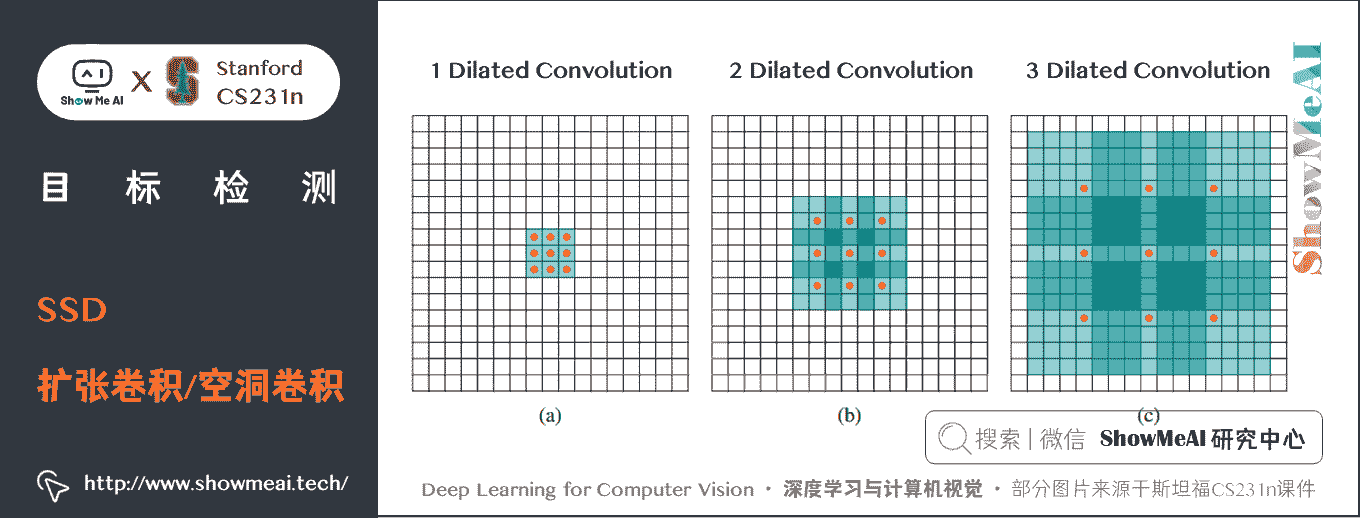 Show Me AI
X
Stanford
CS231n
目标检测
SSD
扩张卷积/空洞卷积
http://www.showmeai.tech/
1 Dilated Convolution
2 Dilated Convolution
3 Dilated Convolution
(a)
(b)
(c)
ShowMeAI
搜索 | 微信 ShowMeAI 研究中心
Deep Learning for Computer Vision · 深度学习与计算机视觉 · 部分图片来源于斯坦福CS231n课件